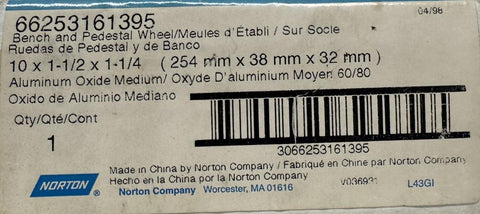 04/98
66253161395
Bench and Pedestal Wheel/Meules d'Établi / Sur Socle
Ruedas de Pedestal y de Banco
10 x 1-1/2 x 1-1/4 (254 mm x 38 mm x 32 mm)
Aluminum Oxide Medium/ Oxyde D'aluminium Moyen 60/80
Oxido de Aluminio Mediano
Qty/Qté/Cont
1
3066253161395
Made in China by Norton Company / Fabriqué en Chine par Norton Company
Hecho en la China por la Norton Company
NORTON
Norton Company Worcester, MA 01616
L43GI